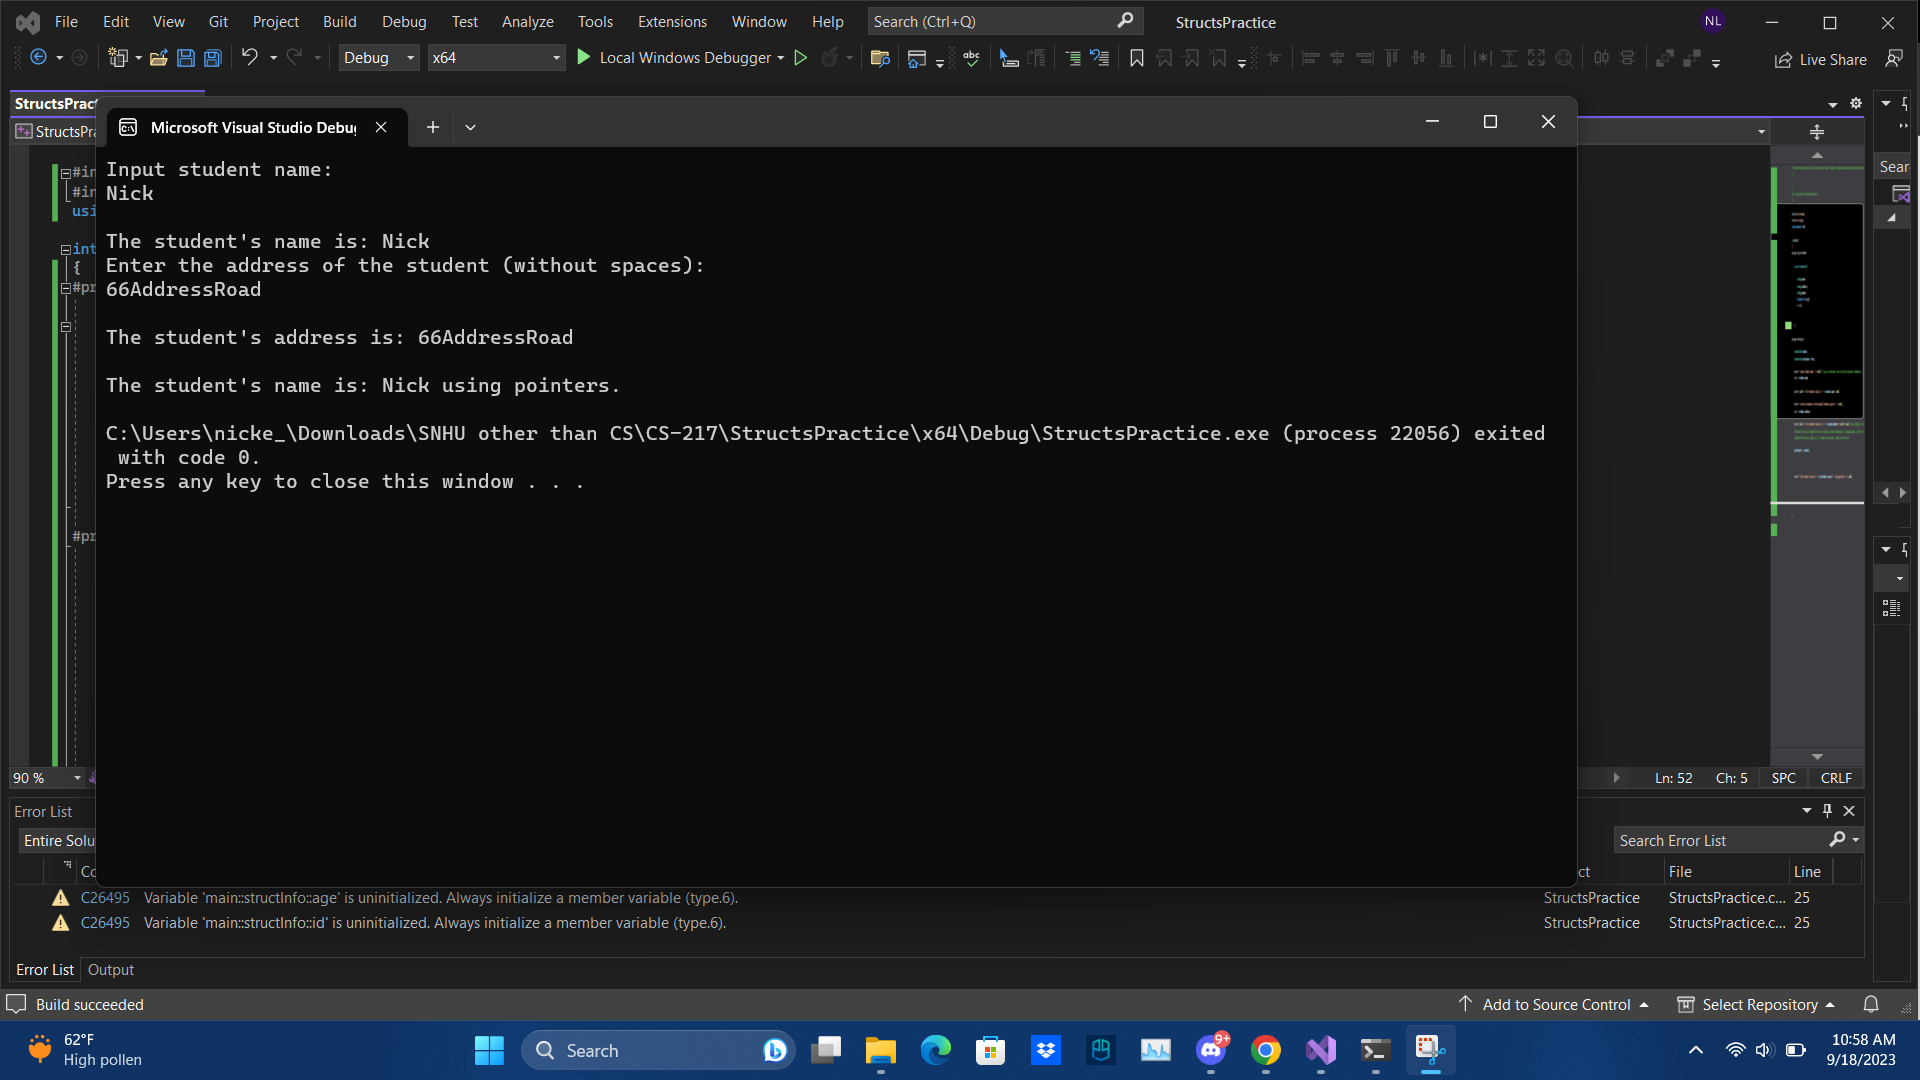 File Edit View Git Project Build Debug Test Analyze Tools Extensions Window Help Search (Ctrl+Q) StructsPractice NL
Debug x64 Local Windows Debugger abc Live Share
StructsPract
StructsPra
Microsoft Visual Studio Debug
Input student name:
Nick
The student's name is: Nick
Enter the address of the student (without spaces):
66AddressRoad
The student's address is: 66AddressRoad
The student's name is: Nick using pointers.
C:\Users\nicke_\Downloads\SNHU other than CS\CS-217\StructsPractice\x64\Debug\StructsPractice.exe (process 22056) exited
with code 0.
Press any key to close this window . . .
#in
#in
usi
int
{
#pr
#pr
Sear
90 % Ln: 52 Ch: 5 SPC CRLF
Error List
Entire Solu Search Error List
Co ct File Line
C26495 Variable 'main::structInfo::age' is uninitialized. Always initialize a member variable (type.6). StructsPractice StructsPractice.c... 25
C26495 Variable 'main::structInfo::id' is uninitialized. Always initialize a member variable (type.6). StructsPractice StructsPractice.c... 25
Error List Output
Build succeeded Add to Source Control Select Repository
62°F
High pollen
Search
9+
10:58 AM
9/18/2023